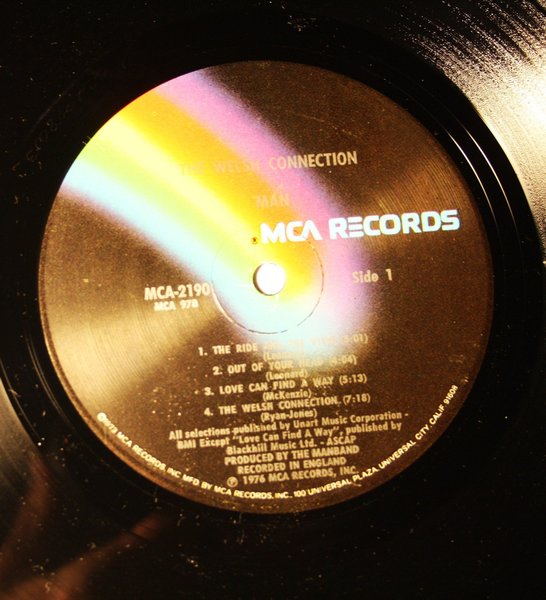 THE WELSH CONNECTION
MAN
MCA RECORDS
MCA-2190
MCA 978
Side 1
1. THE RIDE
2. OUT OF YOUR
(Leonard)
3. LOVE CAN FIND A WAY (5:13)
(McKenzie)
4. THE WELSH CONNECTION (7:18)
(Ryan-Jones)
All selections published by Unart Music Corporation -
BMI Except "Love Can Find A Way", published by
Blackhill Music Ltd. - ASCAP
PRODUCED BY THE MANBAND
RECORDED IN ENGLAND
℗ 1976 MCA RECORDS, INC.
MCA RECORDS, INC. MFD BY MCA RECORDS, INC. 100 UNIVERSAL PLAZA, UNIVERSAL CITY, CALIF. 91608